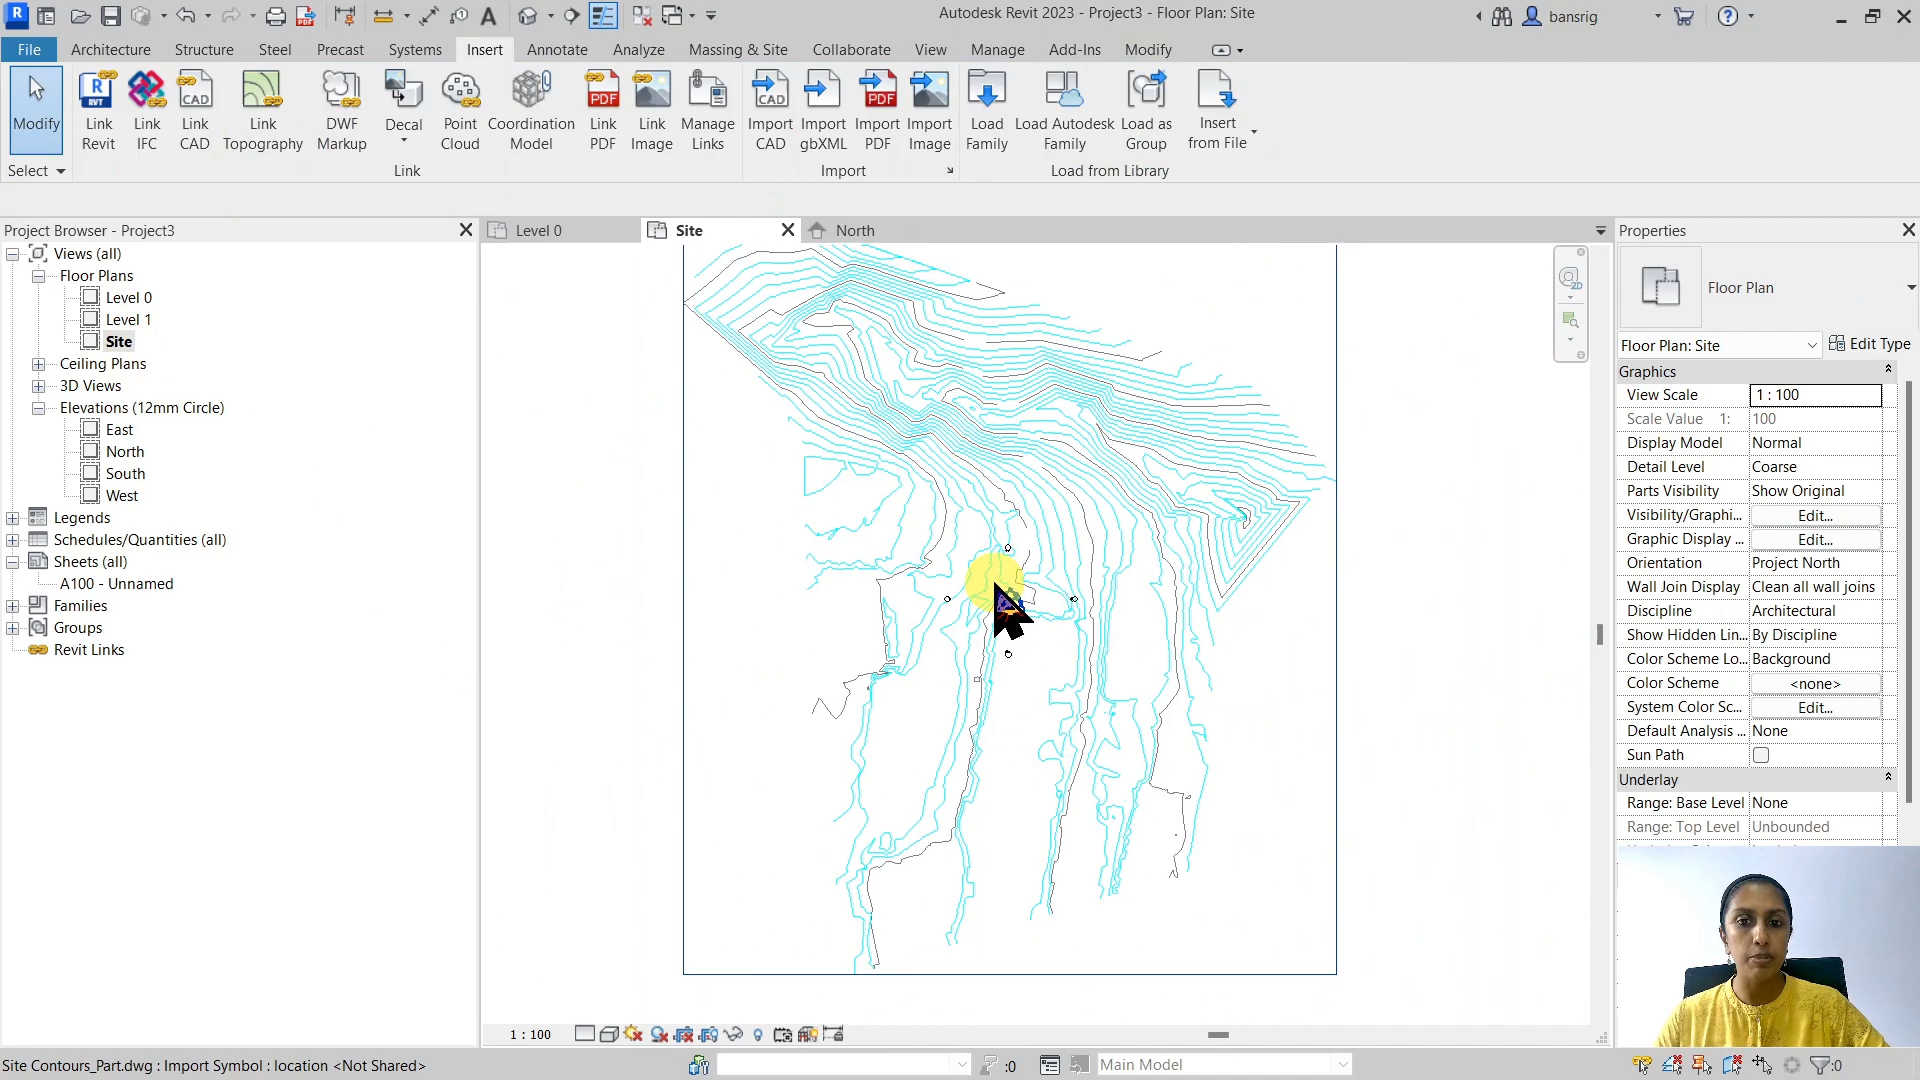 Autodesk Revit 2023 - Project3 - Floor Plan: Site
bansrig
File
Architecture
Structure
Steel
Precast
Systems
Insert
Annotate
Analyze
Massing & Site
Collaborate
View
Manage
Add-Ins
Modify
Modify
Link Revit
Link IFC
Link CAD
Link Topography
DWF Markup
Decal
Point Cloud
Coordination Model
Link PDF
Link Image
Manage Links
Import CAD
Import gbXML
Import PDF
Import Image
Load Family
Load Autodesk Family
Load as Group
Insert from File
Select
Link
Import
Load from Library
Project Browser - Project3
Views (all)
Floor Plans
Level 0
Level 1
Site
Ceiling Plans
3D Views
Elevations (12mm Circle)
East
North
South
West
Legends
Schedules/Quantities (all)
Sheets (all)
A100 - Unnamed
Families
Groups
Revit Links
Level 0
Site
North
2D
1 : 100
Properties
Floor Plan
Floor Plan: Site
Edit Type
Graphics
View Scale 1 : 100
Scale Value 1: 100
Display Model Normal
Detail Level Coarse
Parts Visibility Show Original
Visibility/Graphi... Edit...
Graphic Display ... Edit...
Orientation Project North
Wall Join Display Clean all wall joins
Discipline Architectural
Show Hidden Lin... By Discipline
Color Scheme Lo... Background
Color Scheme <none>
System Color Sc... Edit...
Default Analysis ... None
Sun Path
Underlay
Range: Base Level None
Range: Top Level Unbounded
Site Contours_Part.dwg : Import Symbol : location <Not Shared>
:0
Main Model
:0